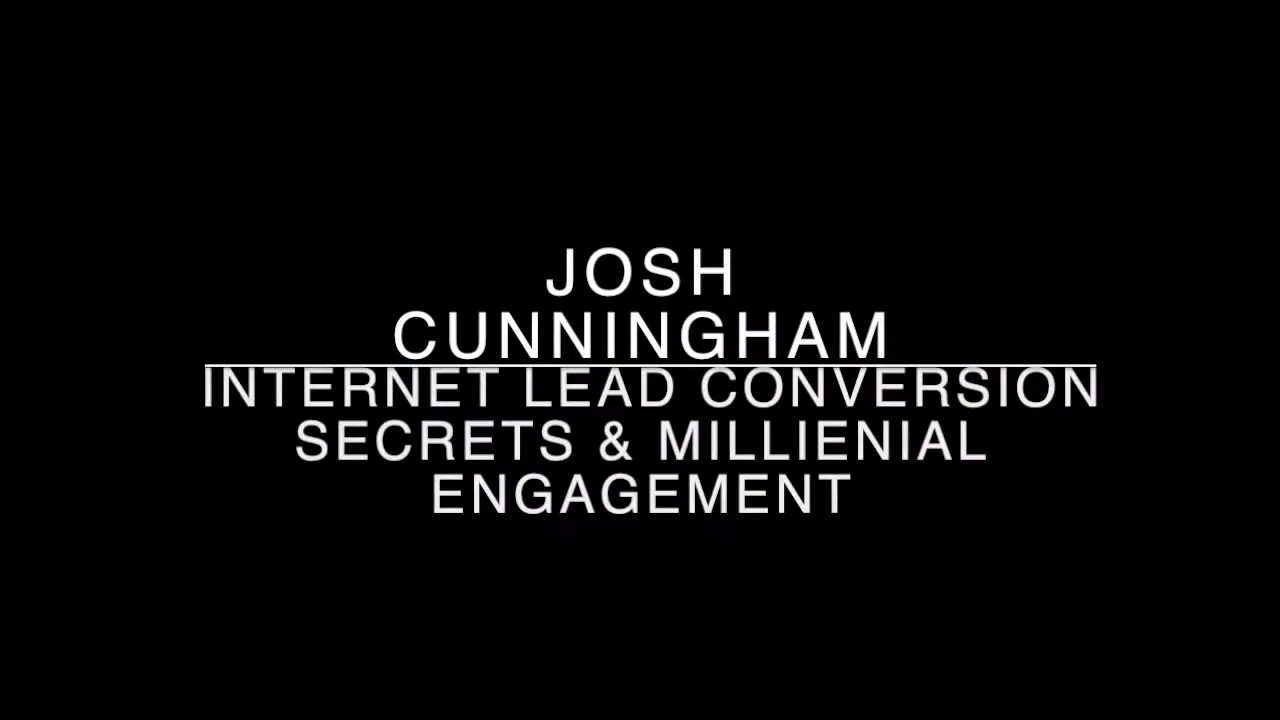 JOSH
CUNNINGHAM
INTERNET LEAD CONVERSION
SECRETS & MILLIENIAL
ENGAGEMENT